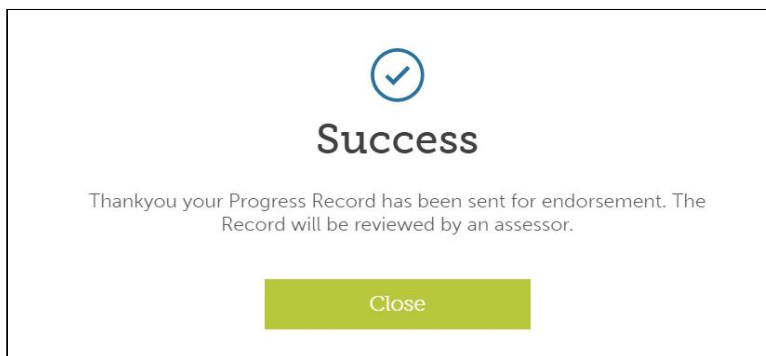 Success
Thankyou your Progress Record has been sent for endorsement. The
Record will be reviewed by an assessor.
Close